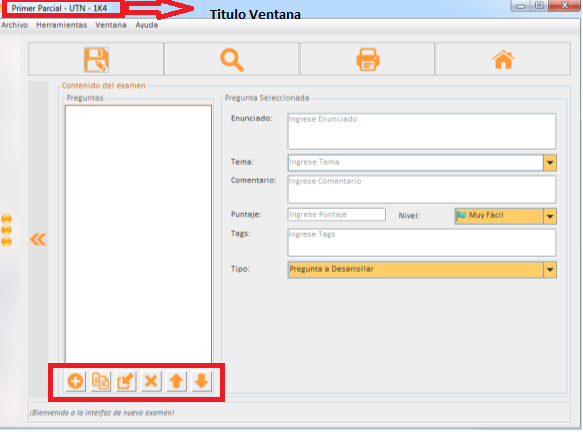 Primer Parcial - UTN - 1K4
Titulo Ventana
Archivo Herramientas Ventana Ayuda
Contenido del examen
Preguntas
Pregunta Seleccionada
Enunciado: Ingrese Enunciado
Tema: Ingrese Tema
Comentario: Ingrese Comentario
Puntaje: Ingrese Puntaje Nivel: Muy Fácil
Tags: Ingrese Tags
Tipo: Pregunta a Desarrollar
¡Bienvenido a la interfaz de nuevo examen!